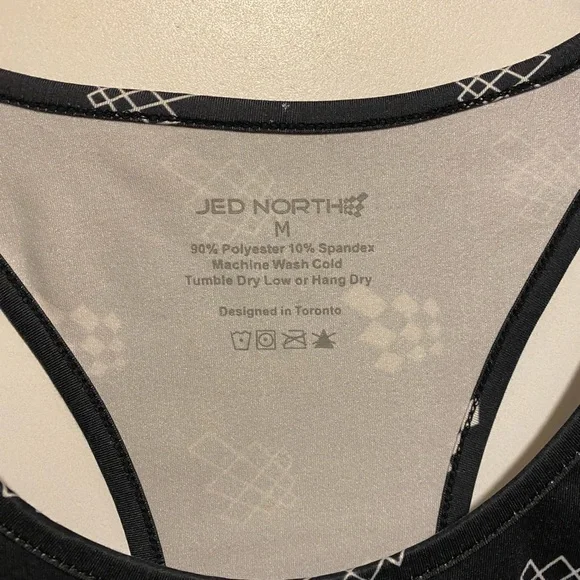 JED NORTH
M
90% Polyester 10% Spandex
Machine Wash Cold
Tumble Dry Low or Hang Dry
Designed in Toronto